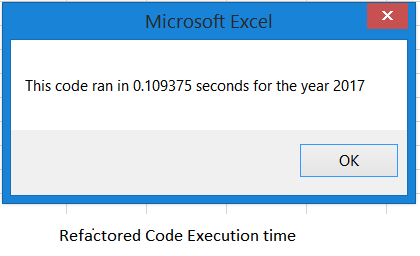 Microsoft Excel
This code ran in 0.109375 seconds for the year 2017
OK
Refactored Code Execution time